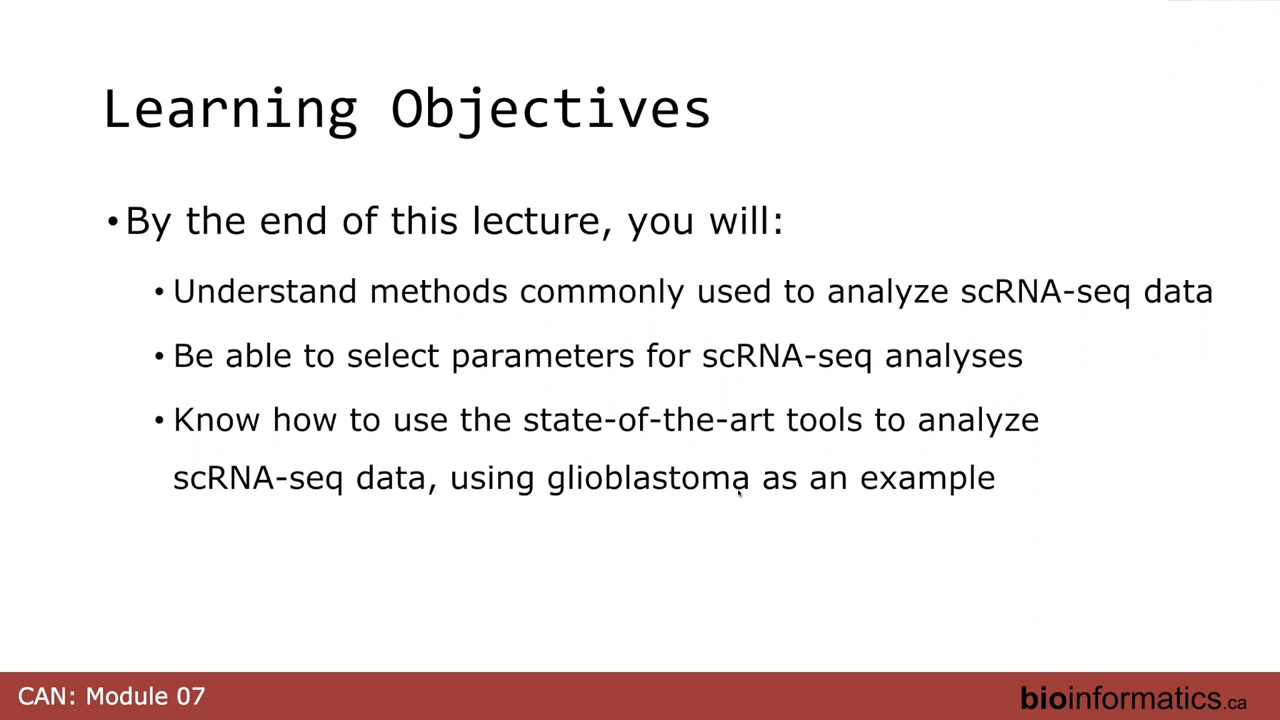 Learning Objectives
•By the end of this lecture, you will:
• Understand methods commonly used to analyze scRNA-seq data
• Be able to select parameters for scRNA-seq analyses
• Know how to use the state-of-the-art tools to analyze
scRNA-seq data, using glioblastoma as an example
CAN: Module 07
bioinformatics.ca